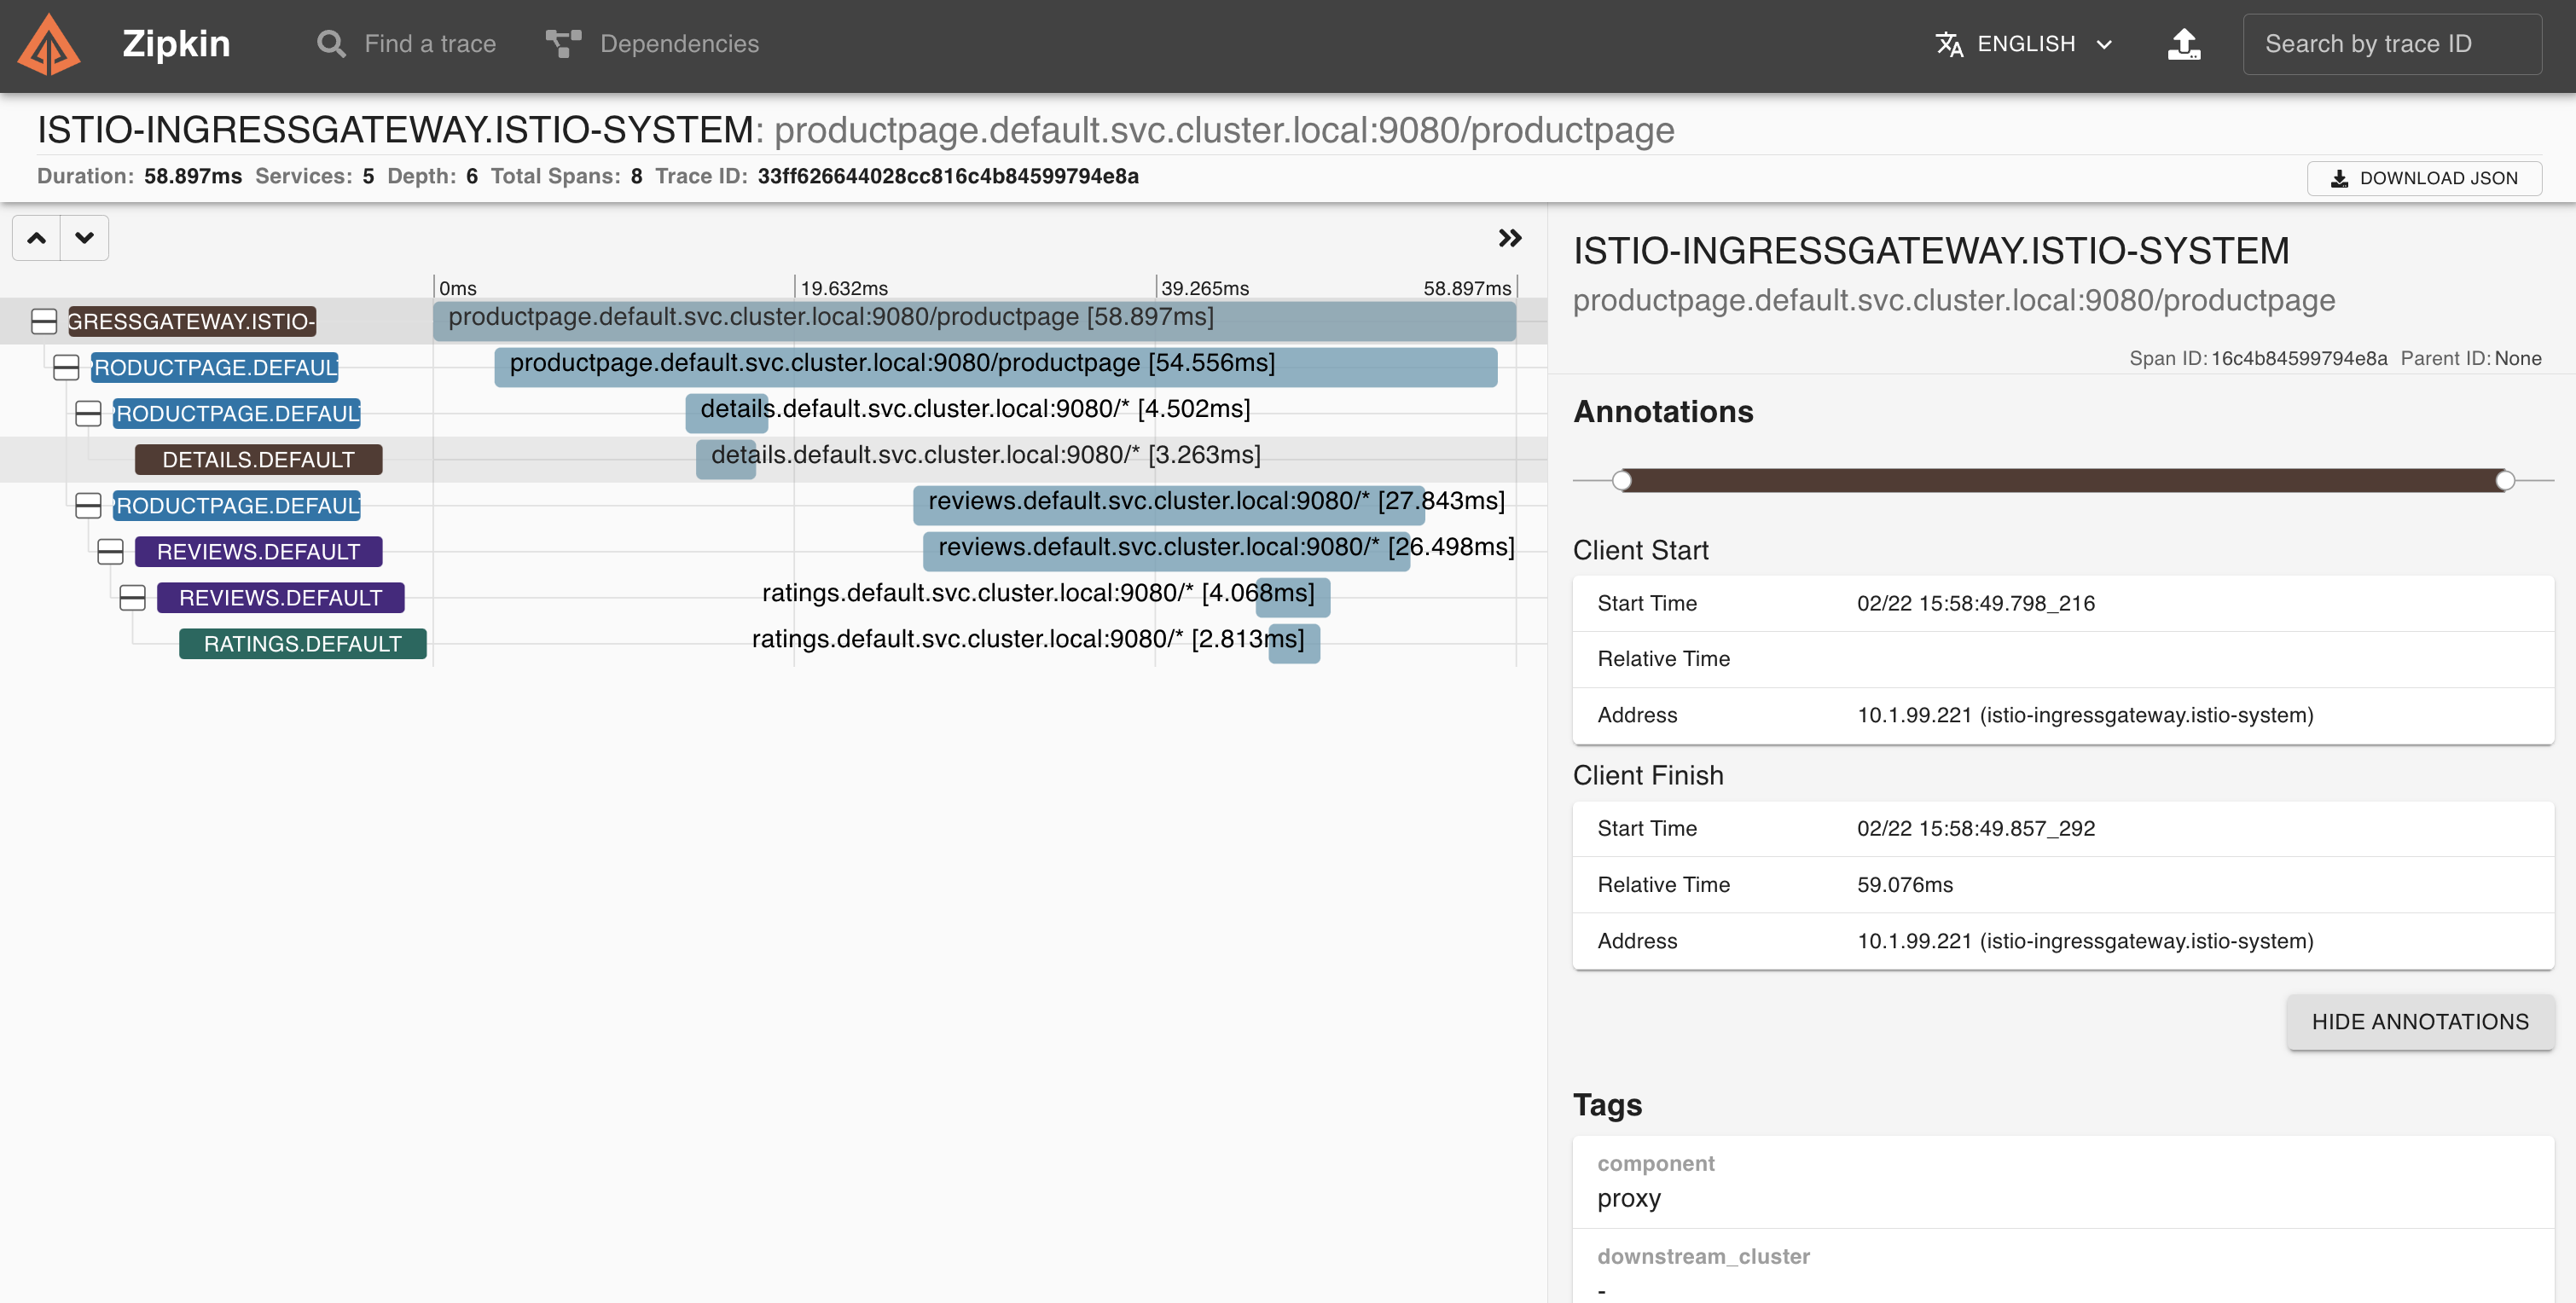 Zipkin Find a trace Dependencies ENGLISH Search by trace ID
ISTIO-INGRESSGATEWAY.ISTIO-SYSTEM: productpage.default.svc.cluster.local:9080/productpage
Duration: 58.897ms Services: 5 Depth: 6 Total Spans: 8 Trace ID: 33ff626644028cc816c4b84599794e8a
DOWNLOAD JSON
0ms 19.632ms 39.265ms 58.897ms
GRESSGATEWAY.ISTIO- productpage.default.svc.cluster.local:9080/productpage [58.897ms]
RODUCTPAGE.DEFAUL productpage.default.svc.cluster.local:9080/productpage [54.556ms]
RODUCTPAGE.DEFAUL details.default.svc.cluster.local:9080/* [4.502ms]
DETAILS.DEFAULT details.default.svc.cluster.local:9080/* [3.263ms]
RODUCTPAGE.DEFAUL reviews.default.svc.cluster.local:9080/* [27.843ms]
REVIEWS.DEFAULT reviews.default.svc.cluster.local:9080/* [26.498ms]
REVIEWS.DEFAULT ratings.default.svc.cluster.local:9080/* [4.068ms]
RATINGS.DEFAULT ratings.default.svc.cluster.local:9080/* [2.813ms]
ISTIO-INGRESSGATEWAY.ISTIO-SYSTEM
productpage.default.svc.cluster.local:9080/productpage
Span ID: 16c4b84599794e8a Parent ID: None
Annotations
Client Start
Start Time 02/22 15:58:49.798_216
Relative Time
Address 10.1.99.221 (istio-ingressgateway.istio-system)
Client Finish
Start Time 02/22 15:58:49.857_292
Relative Time 59.076ms
Address 10.1.99.221 (istio-ingressgateway.istio-system)
HIDE ANNOTATIONS
Tags
component
proxy
downstream_cluster
-